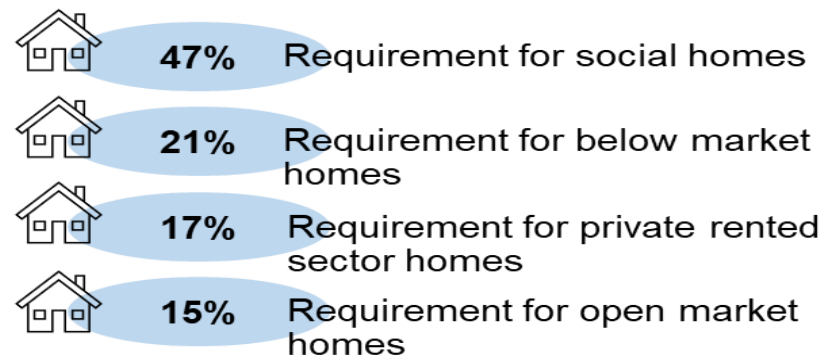 47% Requirement for social homes
21% Requirement for below market
homes
17% Requirement for private rented
sector homes
15% Requirement for open market
homes